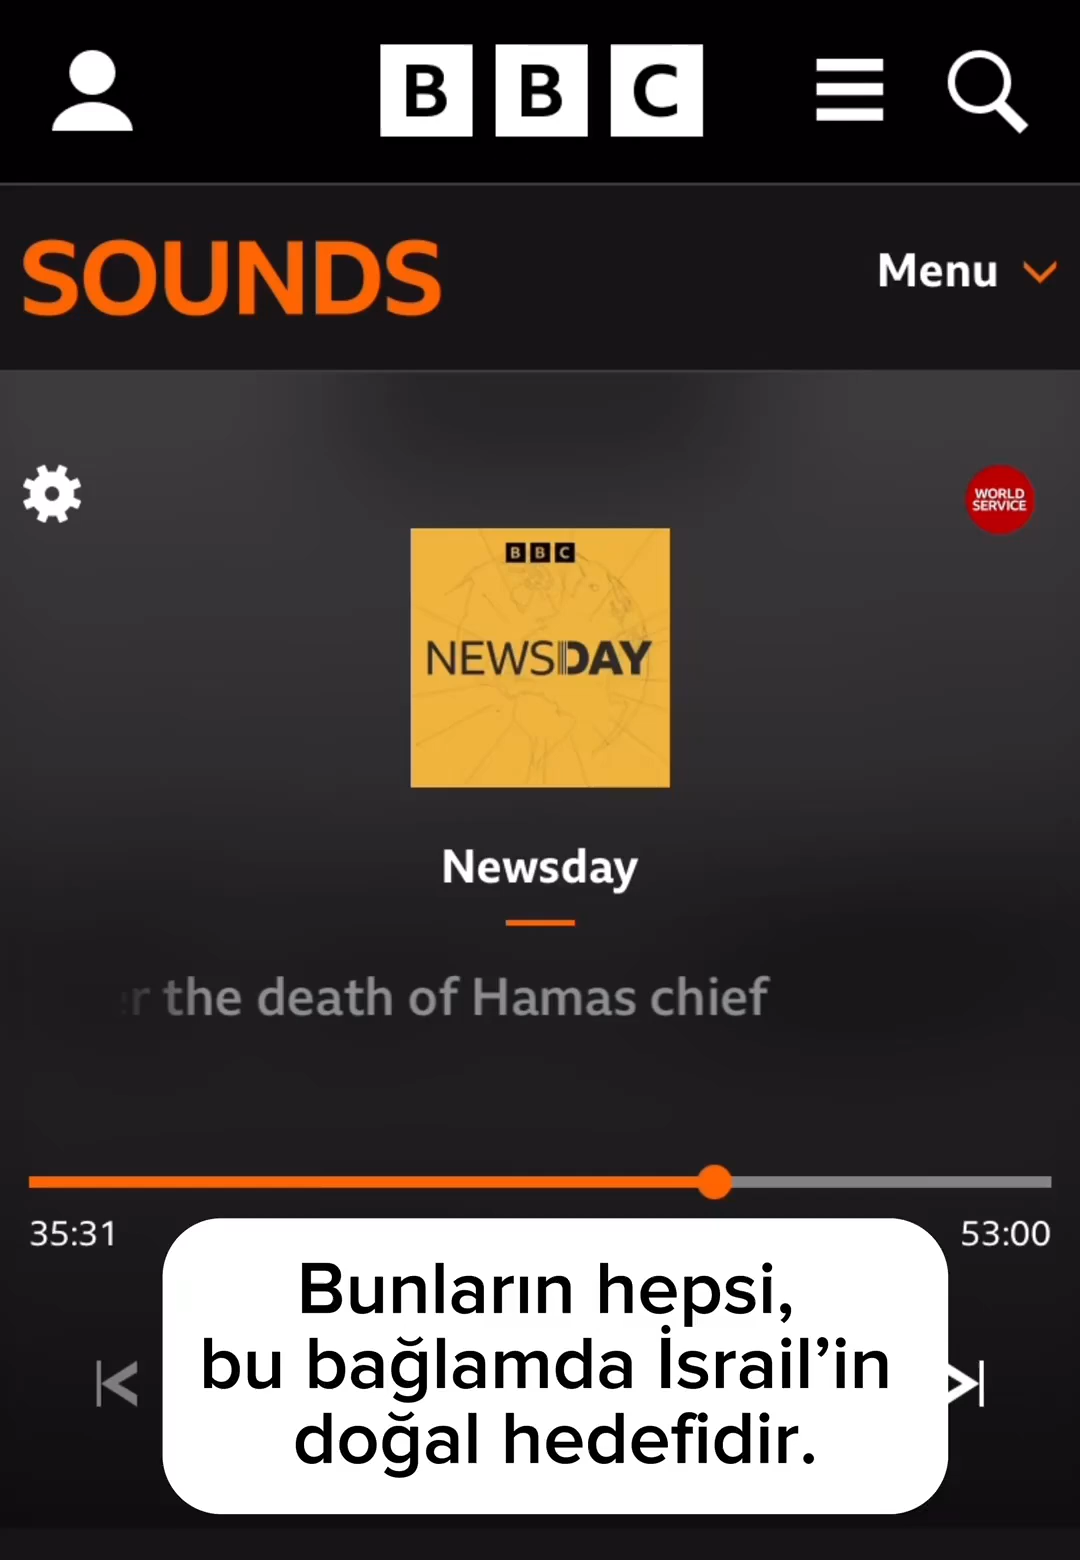 BBC
SOUNDS
Menu
WORLD
SERVICE
BBC
NEWSDAY
Newsday
the death of Hamas chief
35:31
53:00
Bunların hepsi,
bu bağlamda İsrail’in
doğal hedefidir.